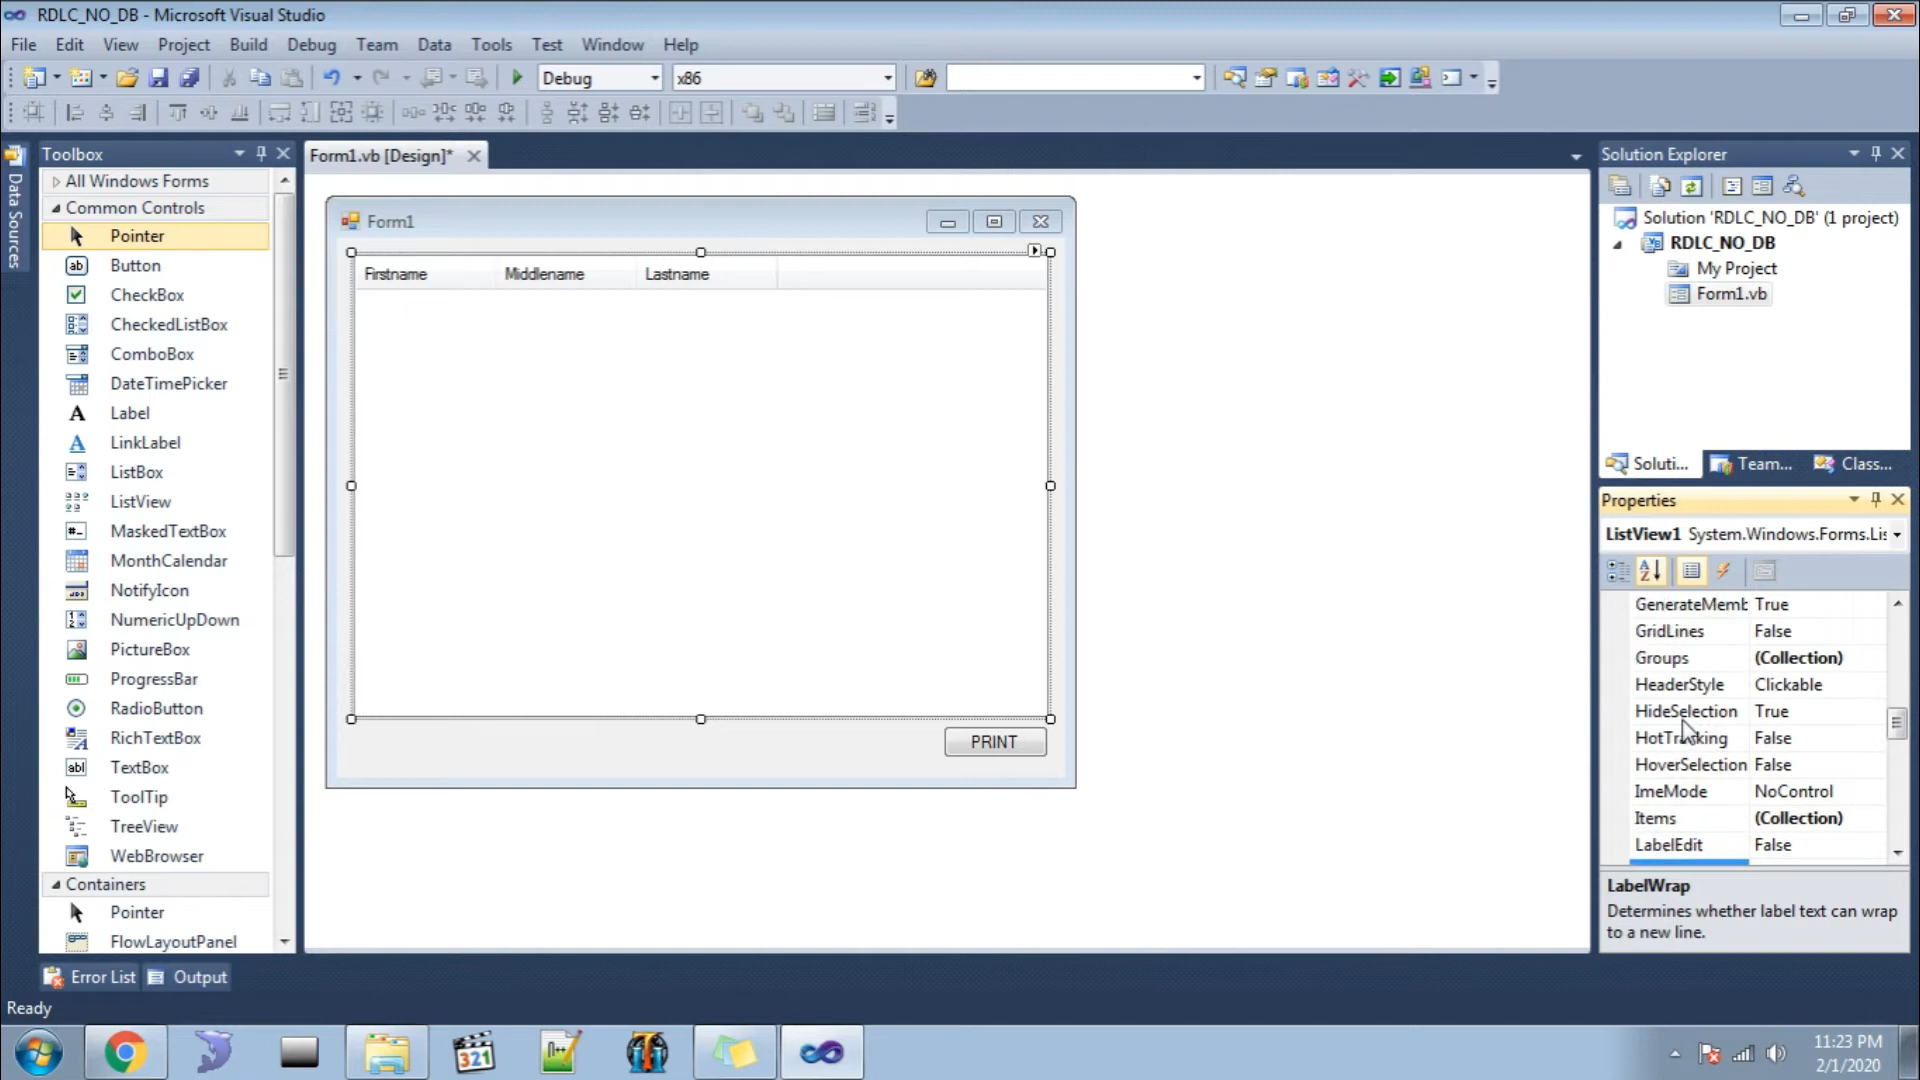 RDLC_NO_DB - Microsoft Visual Studio
File Edit View Project Build Debug Team Data Tools Test Window Help
Debug x86
Data Sources
Toolbox
All Windows Forms
Common Controls
Pointer
Button
CheckBox
CheckedListBox
ComboBox
DateTimePicker
Label
LinkLabel
ListBox
ListView
MaskedTextBox
MonthCalendar
NotifyIcon
NumericUpDown
PictureBox
ProgressBar
RadioButton
RichTextBox
TextBox
ToolTip
TreeView
WebBrowser
Containers
Pointer
FlowLayoutPanel
Form1.vb [Design]*
Form1
Firstname Middlename Lastname
PRINT
Solution Explorer
Solution 'RDLC_NO_DB' (1 project)
RDLC_NO_DB
My Project
Form1.vb
Soluti... Team... Class...
Properties
ListView1 System.Windows.Forms.Lis
GenerateMemb True
GridLines False
Groups (Collection)
HeaderStyle Clickable
HideSelection True
HotTracking False
HoverSelection False
ImeMode NoControl
Items (Collection)
LabelEdit False
LabelWrap
Determines whether label text can wrap
to a new line.
Error List Output
Ready
11:23 PM
2/1/2020